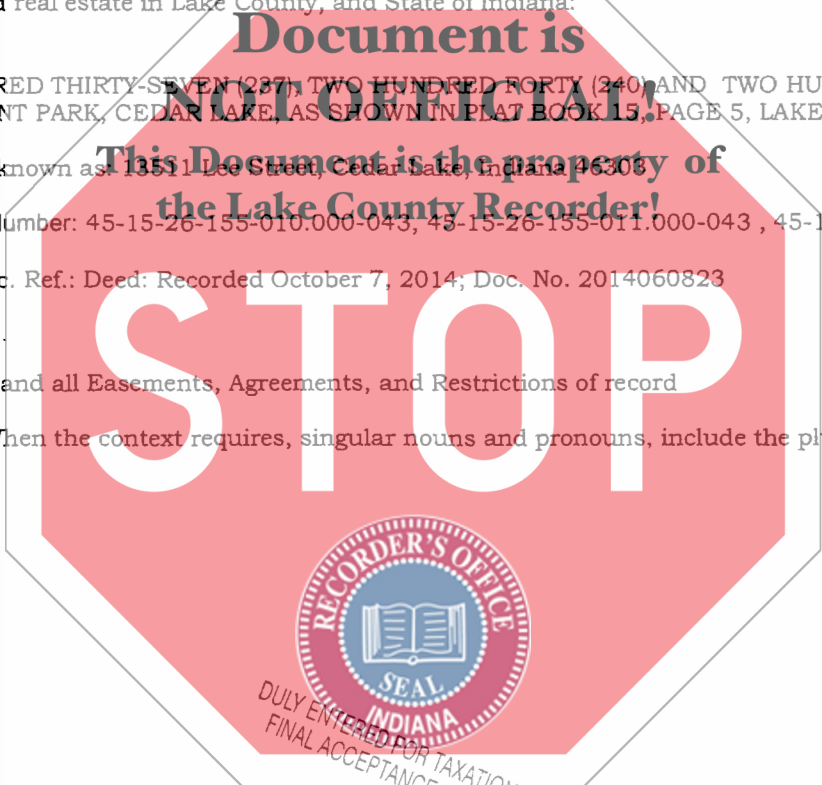 real estate in Lake County, and State of Indiana:
Document is
RED THIRTY-SEVEN (237), TWO HUNDRED FORTY (240) AND TWO HU
NOT OFFICIAL!
NT PARK, CEDAR LAKE, AS SHOWN IN PLAT BOOK 15, PAGE 5, LAKE
This Document is the property of
known as: 13511 Lee Street, Cedar Lake, Indiana 46303
the Lake County Recorder!
umber: 45-15-26-155-010.000-043, 45-15-26-155-011.000-043 , 45-1
c. Ref.: Deed: Recorded October 7, 2014; Doc. No. 2014060823
STOP
and all Easements, Agreements, and Restrictions of record
hen the context requires, singular nouns and pronouns, include the pl
RECORDER'S OFFICE
SEAL
INDIANA
DULY ENTERED FOR TAXATION
FINAL ACCEPTANCE